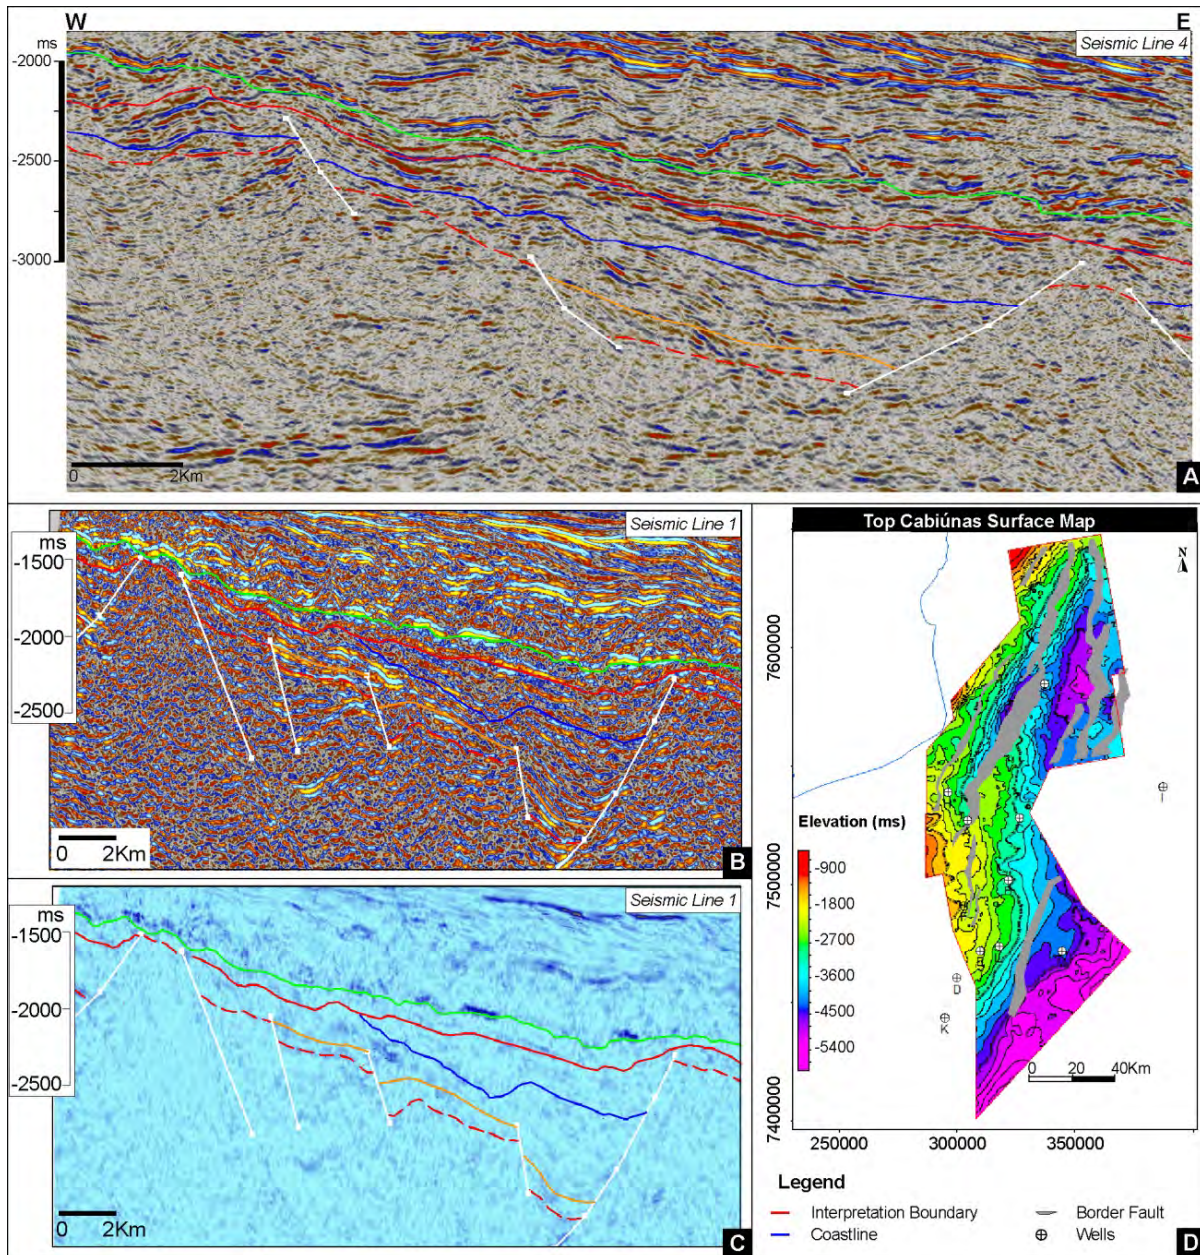 W
E
ms
Seismic Line 4
-2000
-2500
-3000
0
2Km
A
Seismic Line 1
ms
-1500
-2000
-2500
0
2Km
B
Seismic Line 1
ms
-1500
-2000
-2500
0
2Km
C
Top Cabiúnas Surface Map
N
7600000
7500000
7400000
I
D
K
Elevation (ms)
-900
-1800
-2700
-3600
-4500
-5400
0 20 40Km
250000 300000 350000
Legend
Interpretation Boundary
Border Fault
Coastline
Wells
D